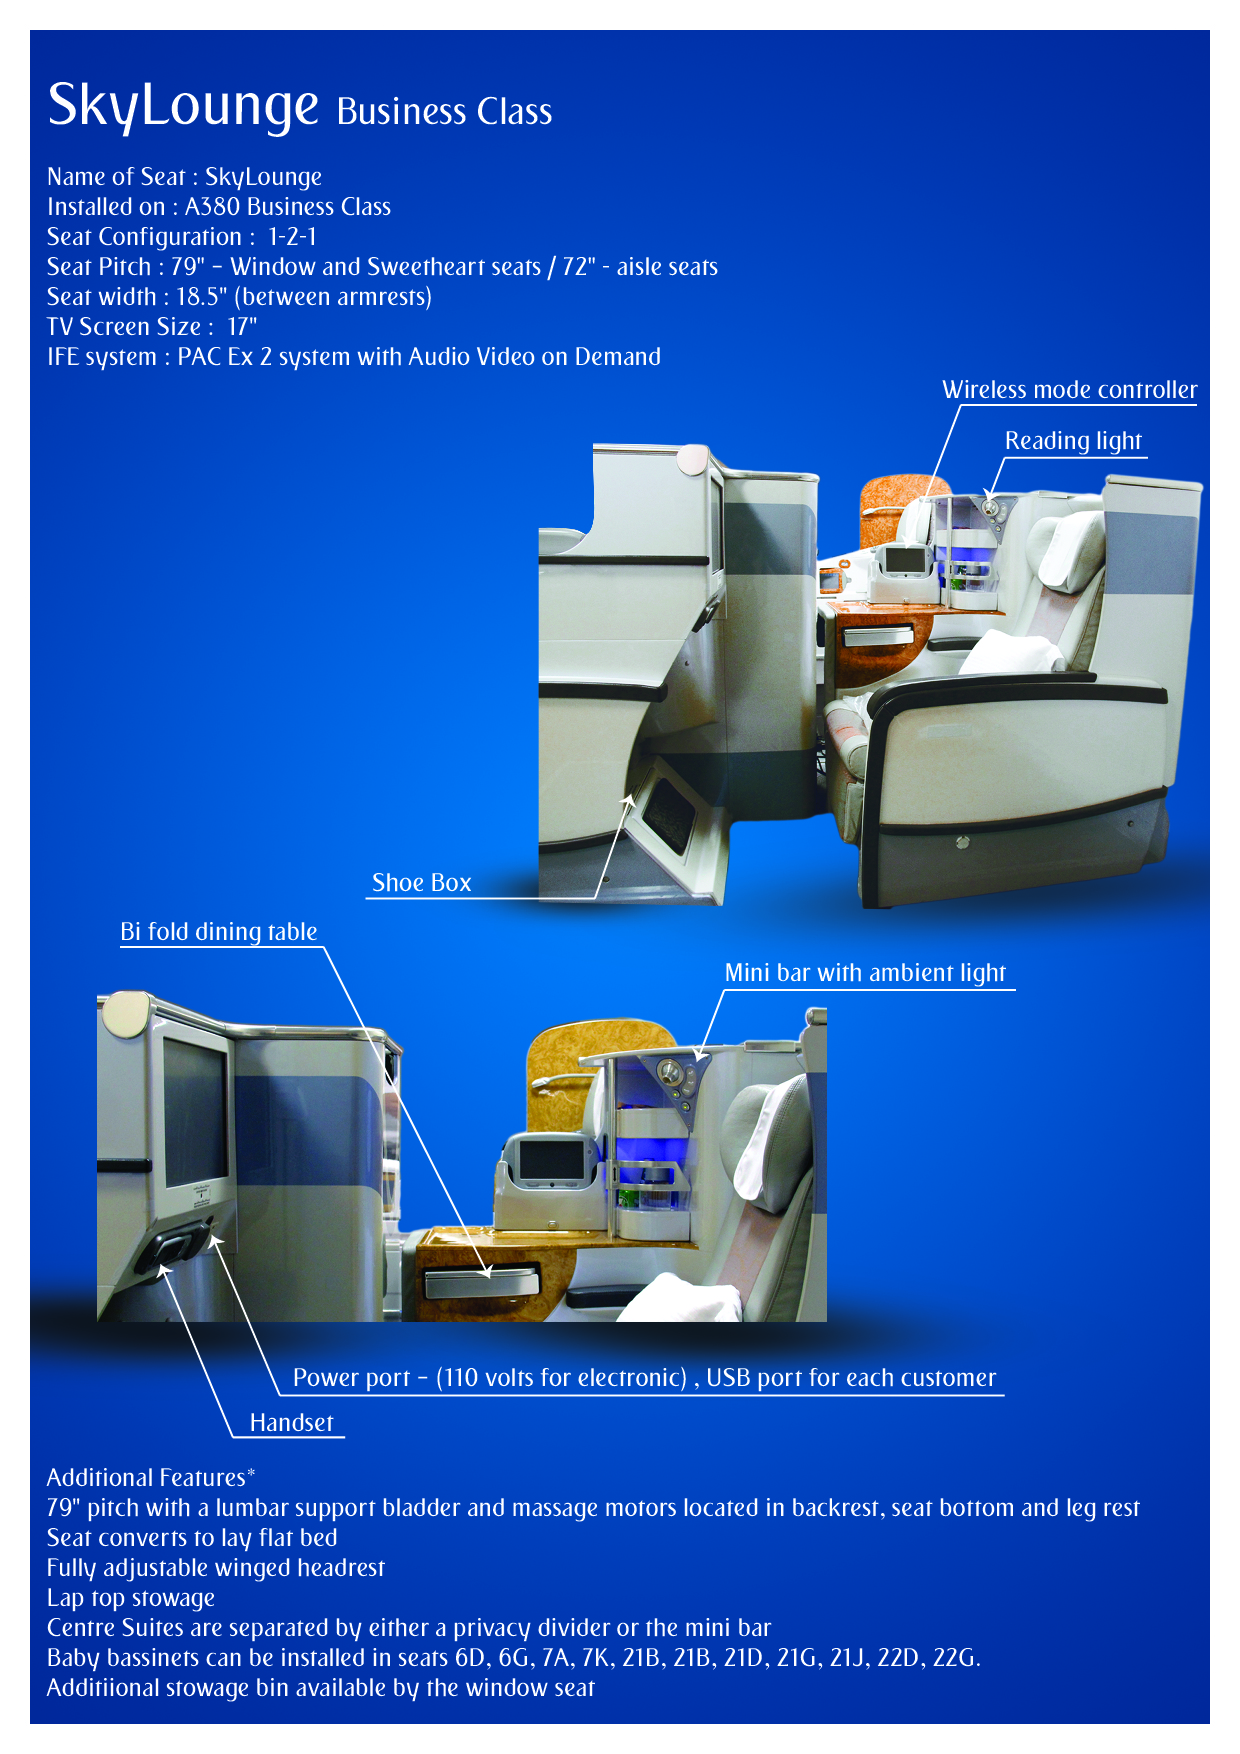 SkyLounge Business Class
Name of Seat : SkyLounge
Installed on : A380 Business Class
Seat Configuration :  1-2-1
Seat Pitch : 79" – Window and Sweetheart seats / 72" - aisle seats
Seat width : 18.5" (between armrests)
TV Screen Size :  17"
IFE system : PAC Ex 2 system with Audio Video on Demand
Wireless mode controller
Reading light
Shoe Box
Bi fold dining table
Mini bar with ambient light
Power port – (110 volts for electronic) , USB port for each customer
Handset
Additional Features*
79" pitch with a lumbar support bladder and massage motors located in backrest, seat bottom and leg rest
Seat converts to lay flat bed
Fully adjustable winged headrest
Lap top stowage
Centre Suites are separated by either a privacy divider or the mini bar
Baby bassinets can be installed in seats 6D, 6G, 7A, 7K, 21B, 21B, 21D, 21G, 21J, 22D, 22G.
Additiional stowage bin available by the window seat